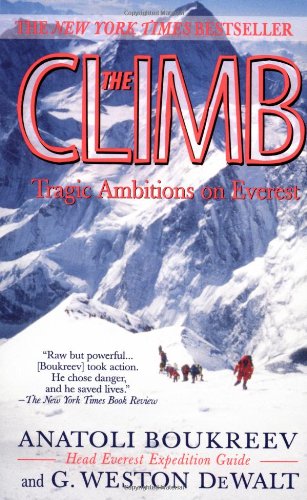 THE NEW YORK TIMES BESTSELLER
THE
CLIMB
Tragic Ambitions on Everest
"Raw but powerful...
[Boukreev] took action.
He chose danger,
and he saved lives."
—The New York Times Book Review
ANATOLI BOUKREEV
Head Everest Expedition Guide
and G. WESTON DEWALT